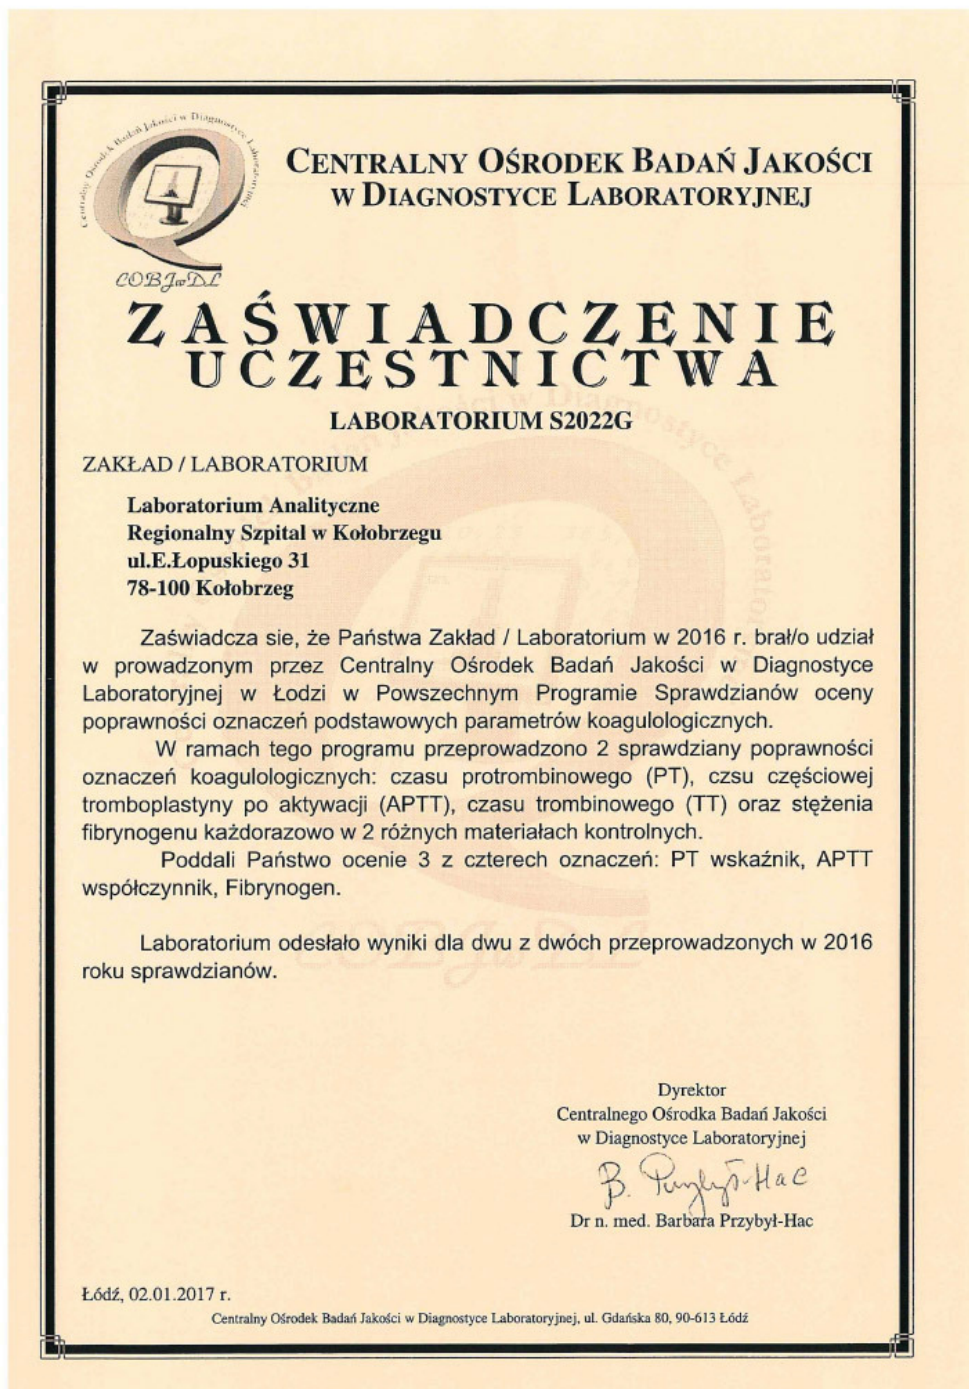 Centralny Ośrodek Badań Jakości w Diagnostyce Laboratoryjnej
COBJwDL
CENTRALNY OŚRODEK BADAŃ JAKOŚCI
W DIAGNOSTYCE LABORATORYJNEJ
ZAŚWIADCZENIE
UCZESTNICTWA
LABORATORIUM S2022G
ZAKŁAD / LABORATORIUM
Laboratorium Analityczne
Regionalny Szpital w Kołobrzegu
ul.E.Łopuskiego 31
78-100 Kołobrzeg
Zaświadcza sie, że Państwa Zakład / Laboratorium w 2016 r. brał/o udział
w prowadzonym przez Centralny Ośrodek Badań Jakości w Diagnostyce
Laboratoryjnej w Łodzi w Powszechnym Programie Sprawdzianów oceny
poprawności oznaczeń podstawowych parametrów koagulologicznych.
W ramach tego programu przeprowadzono 2 sprawdziany poprawności
oznaczeń koagulologicznych: czasu protrombinowego (PT), czsu częściowej
tromboplastyny po aktywacji (APTT), czasu trombinowego (TT) oraz stężenia
fibrynogenu każdorazowo w 2 różnych materiałach kontrolnych.
Poddali Państwo ocenie 3 z czterech oznaczeń: PT wskaźnik, APTT
współczynnik, Fibrynogen.
Laboratorium odesłało wyniki dla dwu z dwóch przeprowadzonych w 2016
roku sprawdzianów.
Dyrektor
Centralnego Ośrodka Badań Jakości
w Diagnostyce Laboratoryjnej
B. Przybył-Hac
Dr n. med. Barbara Przybył-Hac
Łódź, 02.01.2017 r.
Centralny Ośrodek Badań Jakości w Diagnostyce Laboratoryjnej, ul. Gdańska 80, 90-613 Łódź